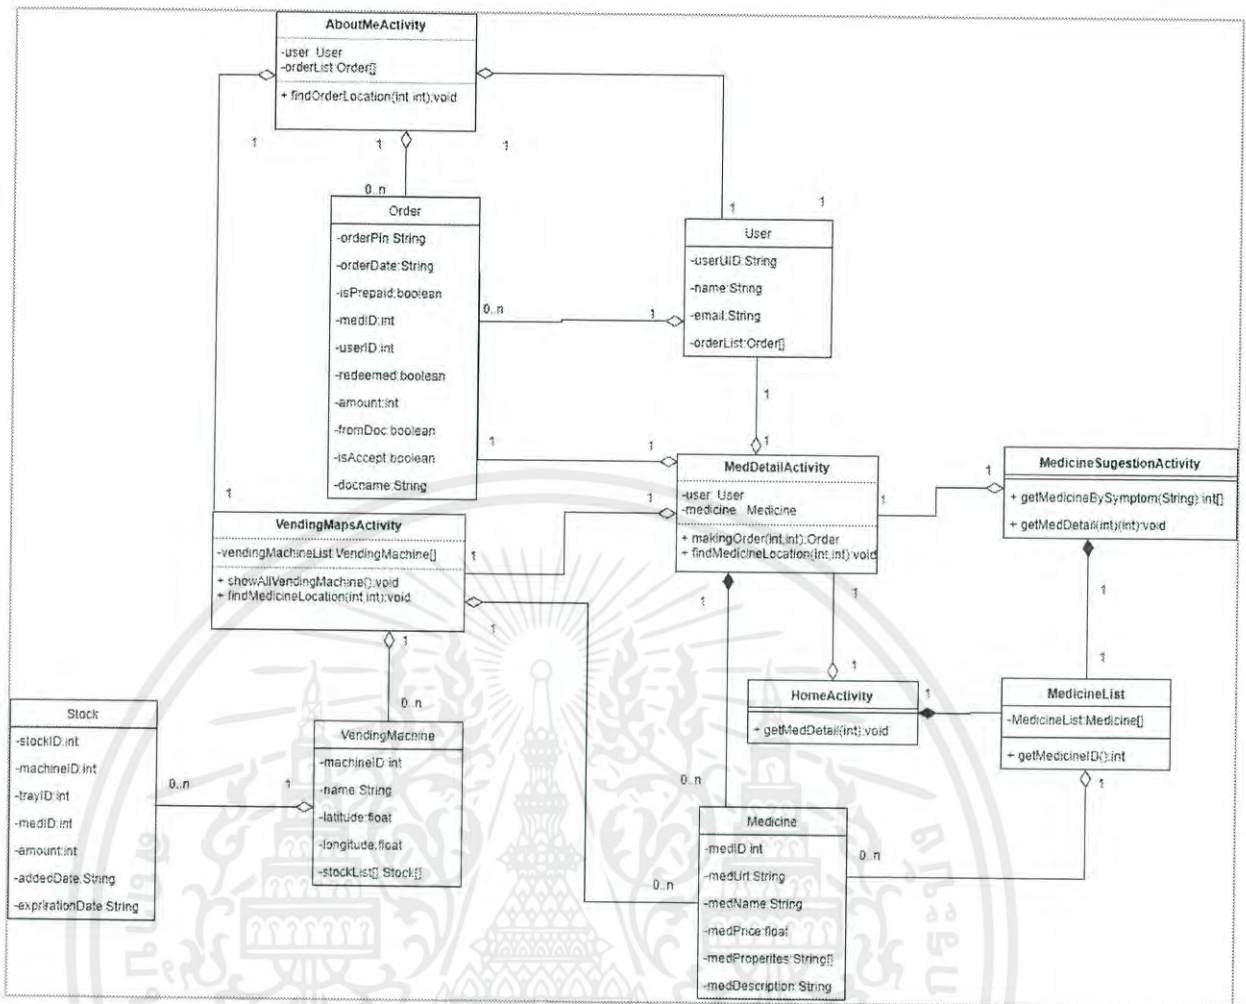 AboutMeActivity
-user User
-orderList:Order[]
+ findOrderLocation(int int):void
1
1
1
0..n
1
1
Order
-orderPin String
-orderDate:String
-isPrepaid:boolean
-medID:int
-userID:int
-redeemed:boolean
-amount:int
-fromDoc:boolean
-isAccept:boolean
-docname:String
User
-userUID:String
-name:String
-email:String
-orderList:Order[]
0..n
1
1
1
1
1
MedDetailActivity
-user User
-medicine Medicine
+ makingOrder(int,int):Order
+ findMedicineLocation(int,int) void
1
1
MedicineSugestionActivity
+ getMedicineBySymptom(String) int[]
+ getMedDetail(int)(int):void
1
1
VendingMapsActivity
-vendingMachineList VendingMachine[]
+ showAllVendingMachine():void
+ findMedicineLocation(int,int):void
1
1
1
1
1
1
1
HomeActivity
+ getMedDetail(int):void
1
1
MedicineList
-MedicineList:Medicine[]
+ getMedicineID():int
1
0..n
Stock
-stockID:int
-machineID:int
-trayID:int
-medID:int
-amount:int
-addedDate:String
-exprirationDate:String
0..n
1
VendingMachine
-machineID int
-name:String
-latitude:float
-longitude:float
-stockList[] Stock[]
0..n
0..n
0..n
Medicine
-medID int
-medUrl:String
-medName:String
-medPrice:float
-medProperites:String[]
-medDescription:String